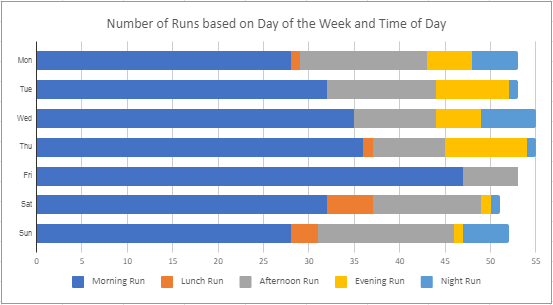 Number of Runs based on Day of the Week and Time of Day
Mon
Tue
Wed
Thu
Fri
Sat
Sun
0 5 10 15 20 25 30 35 40 45 50 55
Morning Run Lunch Run Afternoon Run Evening Run Night Run